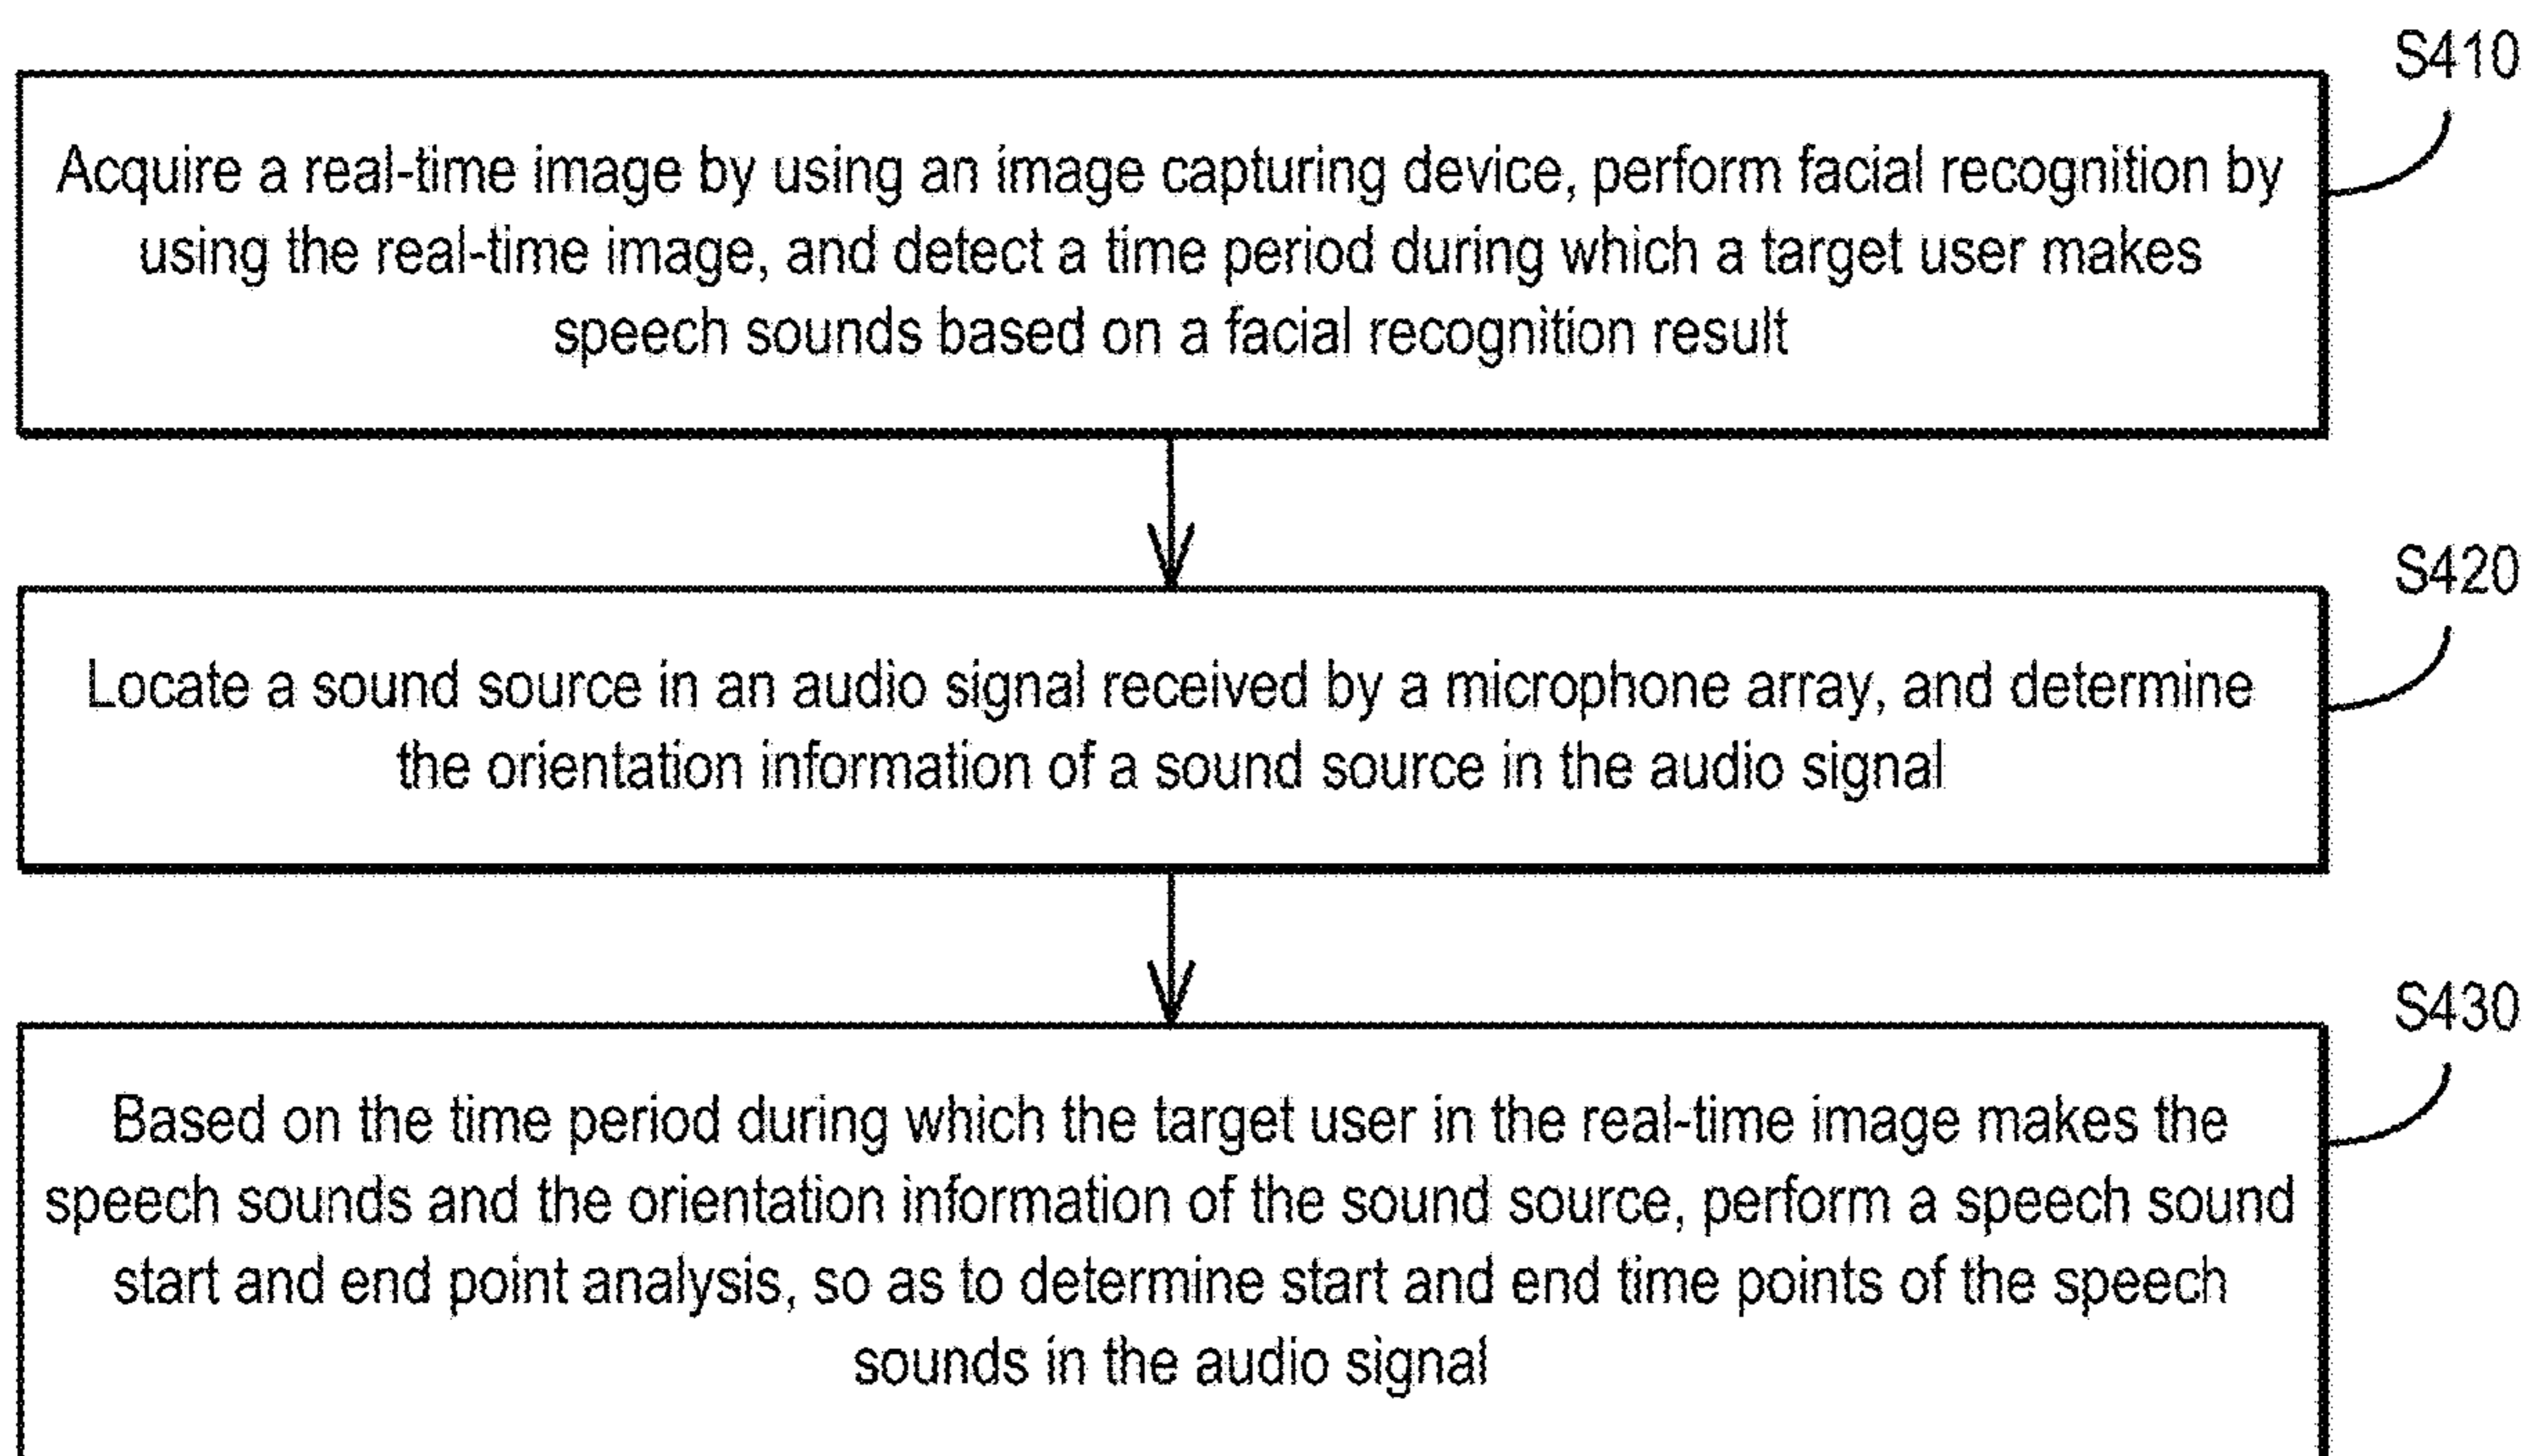 S410
Acquire a real-time image by using an image capturing device, perform facial recognition by
using the real-time image, and detect a time period during which a target user makes
speech sounds based on a facial recognition result
S420
Locate a sound source in an audio signal received by a microphone array, and determine
the orientation information of a sound source in the audio signal
S430
Based on the time period during which the target user in the real-time image makes the
speech sounds and the orientation information of the sound source, perform a speech sound
start and end point analysis, so as to determine start and end time points of the speech
sounds in the audio signal